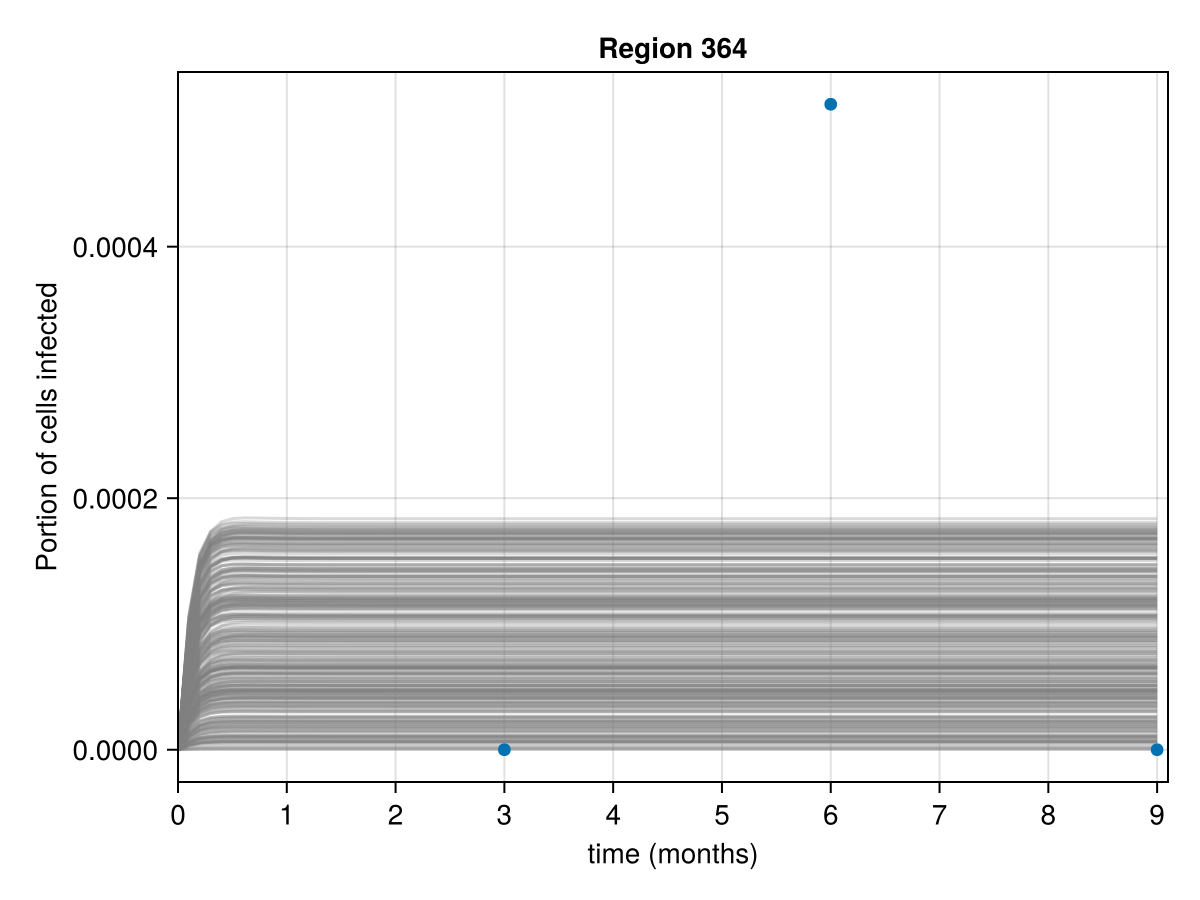 Region 364
Portion of cells infected
0.0004
0.0002
0.0000
0 1 2 3 4 5 6 7 8 9
time (months)